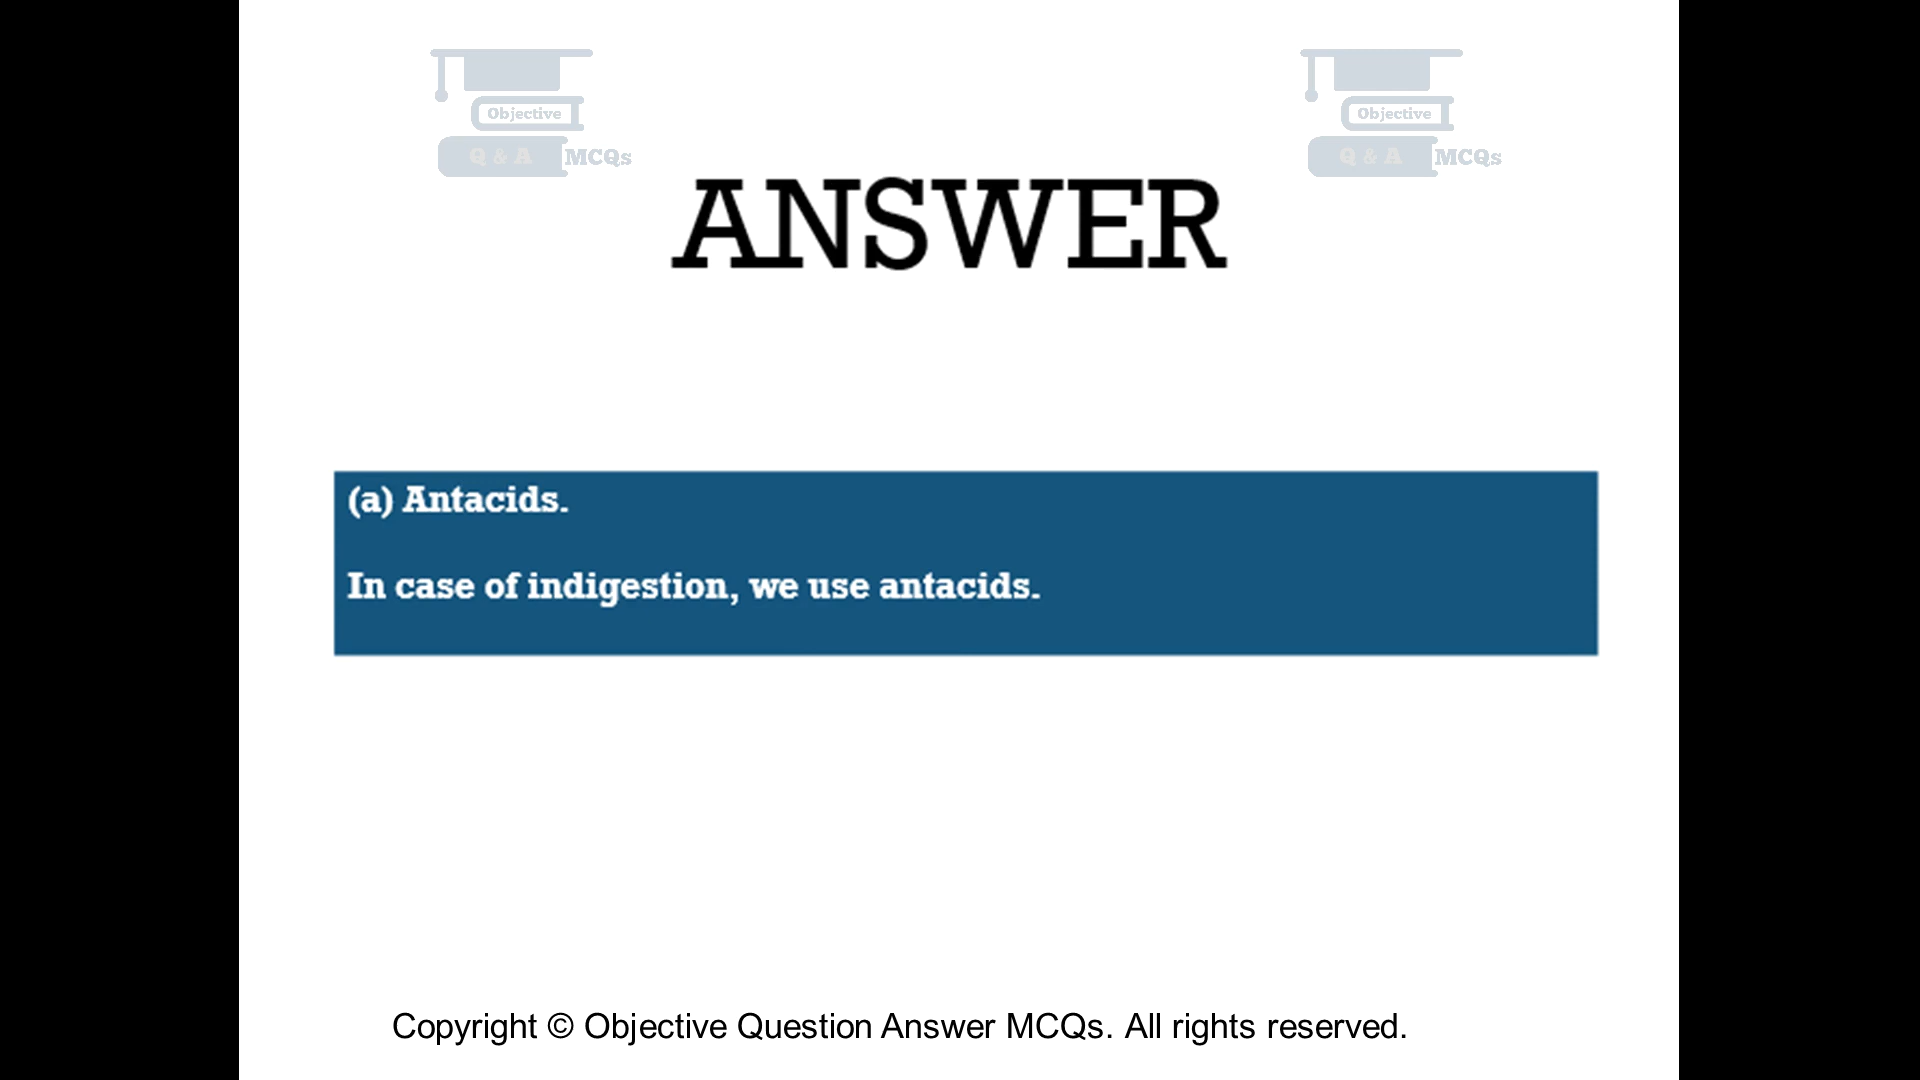 Objective
Q & A MCQs
Objective
Q & A MCQs
ANSWER
(a) Antacids.
In case of indigestion, we use antacids.
Copyright © Objective Question Answer MCQs. All rights reserved.